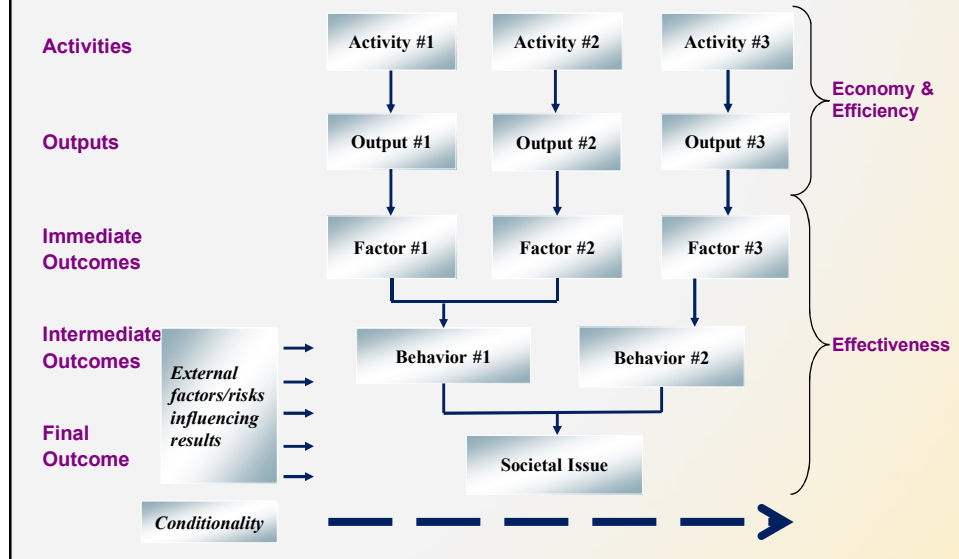 Activities
Activity #1
Activity #2
Activity #3
Economy &
Efficiency
Outputs
Output #1
Output #2
Output #3
Immediate
Outcomes
Factor #1
Factor #2
Factor #3
Intermediate
Outcomes
Behavior #1
Behavior #2
Effectiveness
External
factors/risks
influencing
results
Final
Outcome
Societal Issue
Conditionality